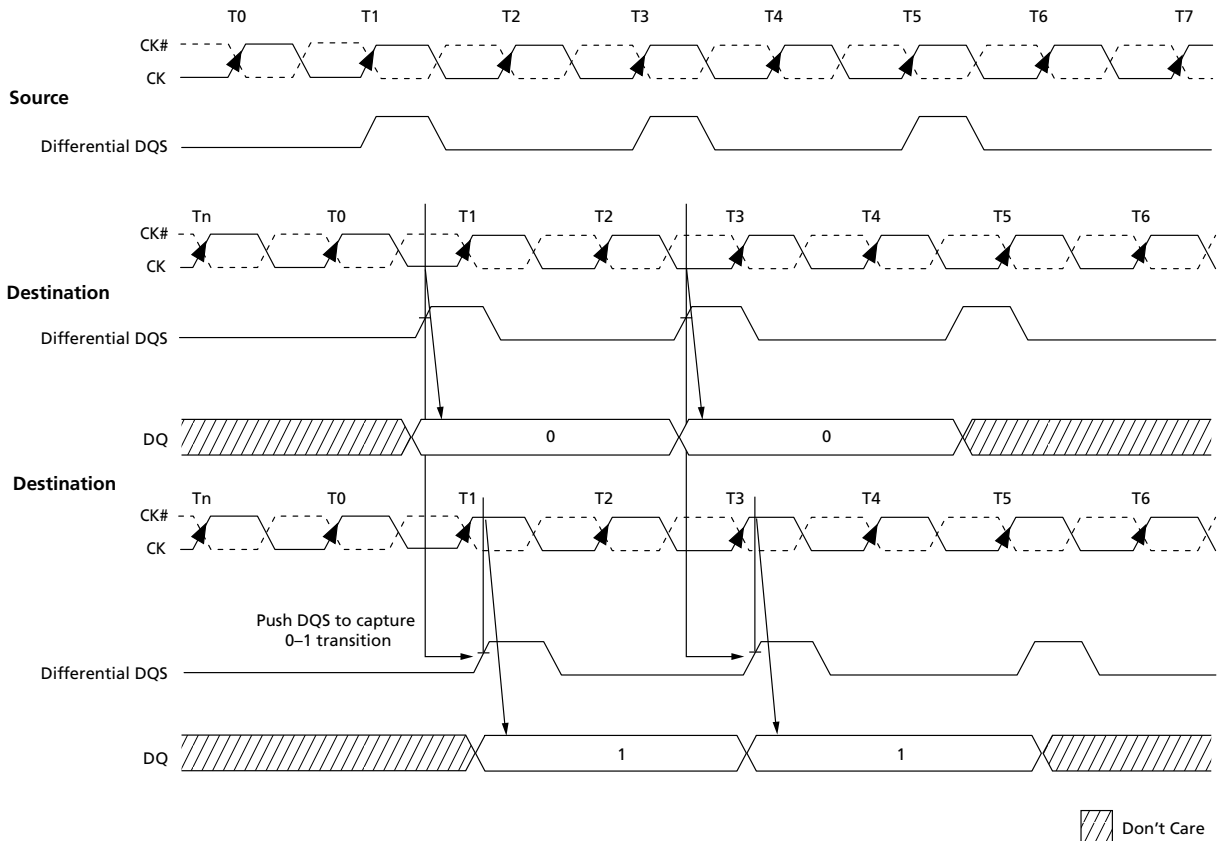 T0 T1 T2 T3 T4 T5 T6 T7
CK#
CK
Source
Differential DQS
Tn T0 T1 T2 T3 T4 T5 T6
CK#
CK
Destination
Differential DQS
DQ 0 0
Destination
Tn T0 T1 T2 T3 T4 T5 T6
CK#
CK
Push DQS to capture
0–1 transition
Differential DQS
DQ 1 1
Don't Care